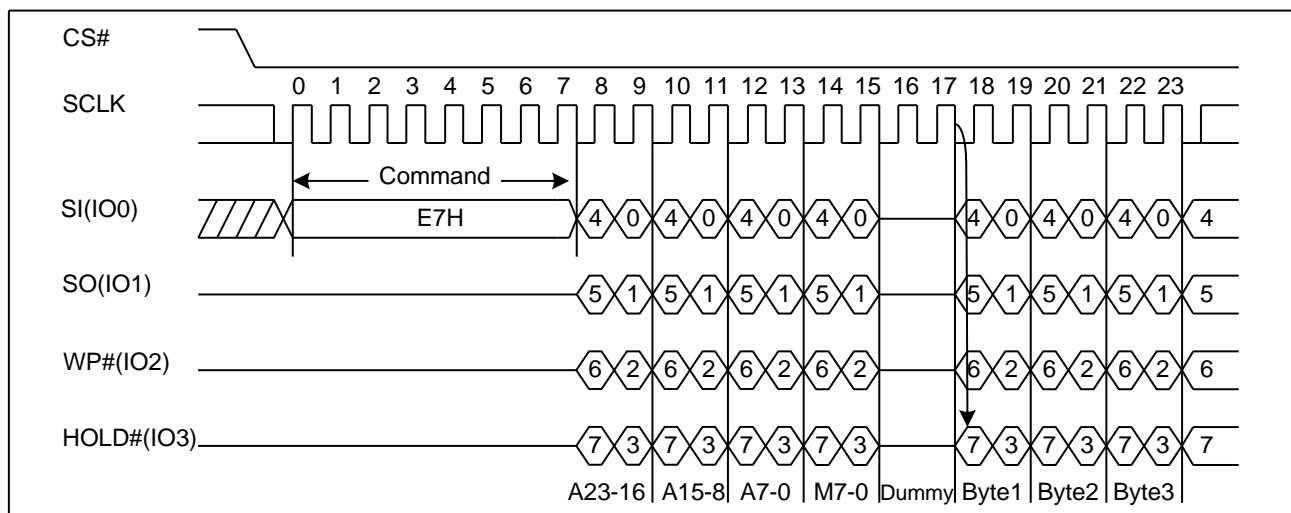 CS#
0 1 2 3 4 5 6 7 8 9 10 11 12 13 14 15 16 17 18 19 20 21 22 23
SCLK
Command
SI(IO0)
E7H
4 0 4 0 4 0 4 0 4 0 4 0 4 0 4
SO(IO1)
5 1 5 1 5 1 5 1 5 1 5 1 5 1 5
WP#(IO2)
6 2 6 2 6 2 6 2 6 2 6 2 6 2 6
HOLD#(IO3)
7 3 7 3 7 3 7 3 7 3 7 3 7 3 7
A23-16 A15-8 A7-0 M7-0 Dummy Byte1 Byte2 Byte3